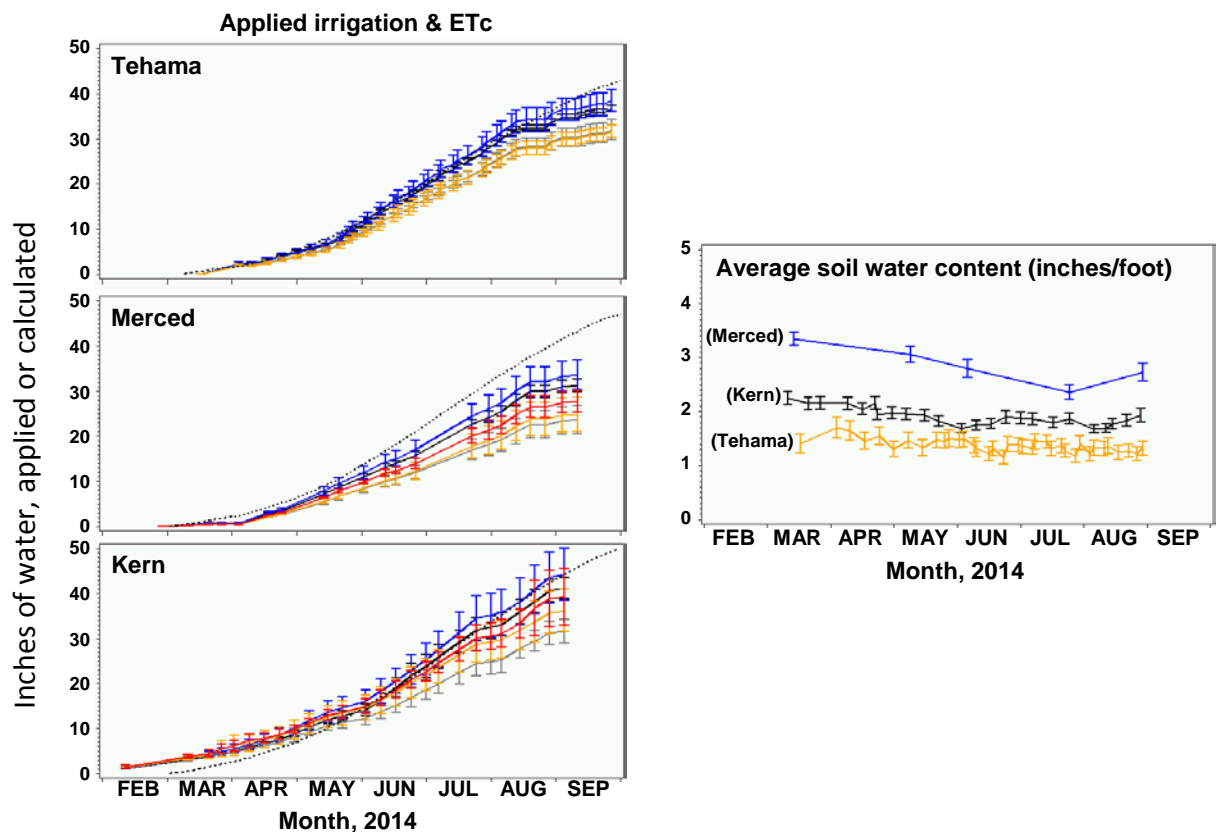 Applied irrigation & ETc
Inches of water, applied or calculated
50
Tehama
40
30
20
10
0
50
Merced
40
30
20
10
0
50
Kern
40
30
20
10
0
FEB MAR APR MAY JUN JUL AUG SEP
Month, 2014
5
Average soil water content (inches/foot)
4
(Merced)
3
(Kern)
2
(Tehama)
1
0
FEB MAR APR MAY JUN JUL AUG SEP
Month, 2014